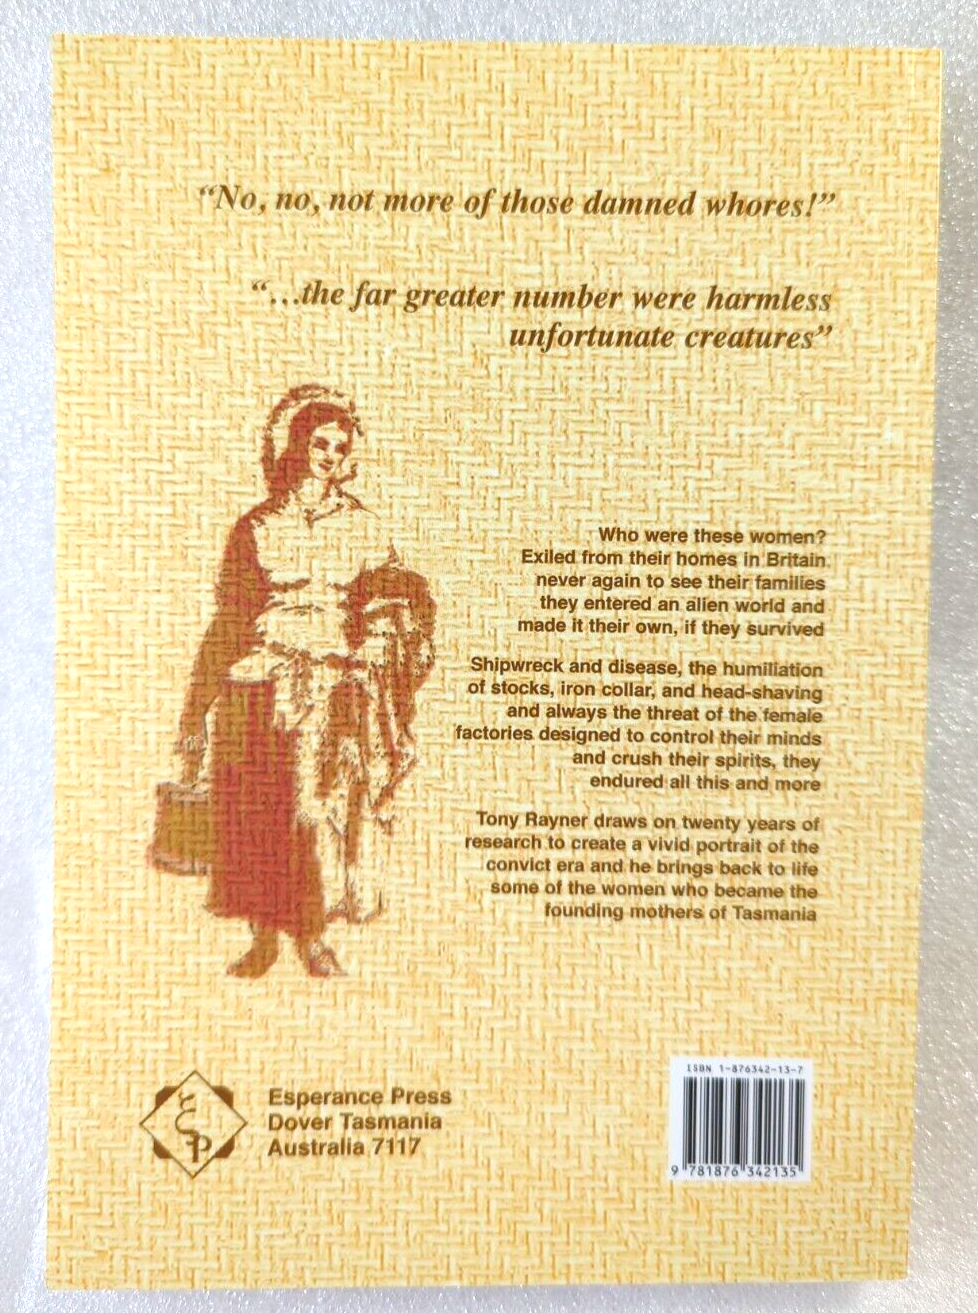 “No, no, not more of those damned whores!”
“...the far greater number were harmless
unfortunate creatures”
Who were these women?
Exiled from their homes in Britain
never again to see their families
they entered an alien world and
made it their own, if they survived
Shipwreck and disease, the humiliation
of stocks, iron collar, and head-shaving
and always the threat of the female
factories designed to control their minds
and crush their spirits, they
endured all this and more
Tony Rayner draws on twenty years of
research to create a vivid portrait of the
convict era and he brings back to life
some of the women who became the
founding mothers of Tasmania
Esperance Press
Dover Tasmania
Australia 7117
ISBN 1-876342-13-7
9 781876 342135